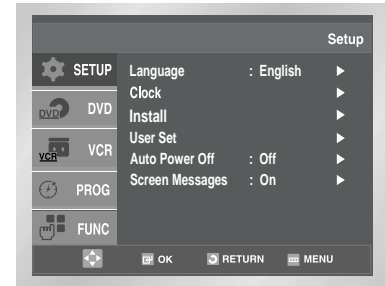 Setup
SETUP
DVD
DVD
VCR
VCR
PROG
FUNC
Language : English ►
Clock ►
Install ►
User Set ►
Auto Power Off : Off ►
Screen Messages : On ►
OK RETURN MENU